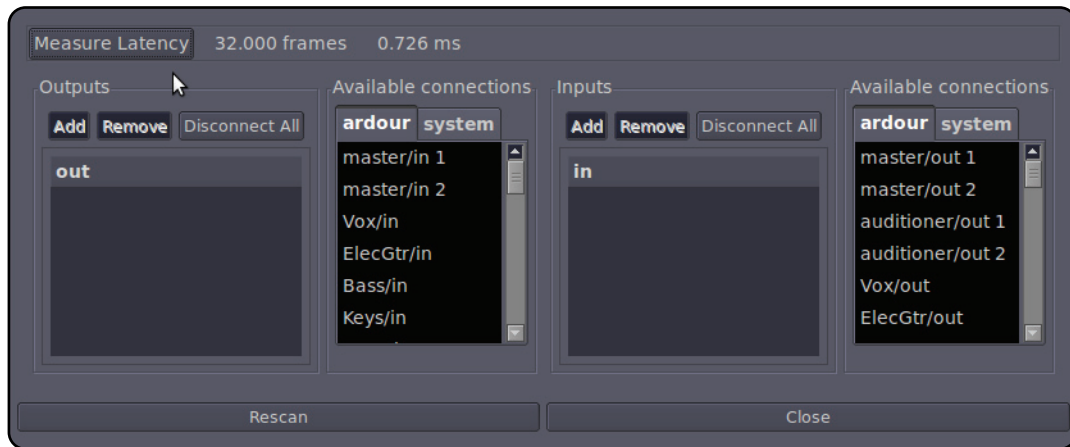 Measure Latency 32.000 frames 0.726 ms
Outputs
Add Remove Disconnect All
out
Available connections
ardour system
master/in 1
master/in 2
Vox/in
ElecGtr/in
Bass/in
Keys/in
Inputs
Add Remove Disconnect All
in
Available connections
ardour system
master/out 1
master/out 2
auditioner/out 1
auditioner/out 2
Vox/out
ElecGtr/out
Rescan
Close